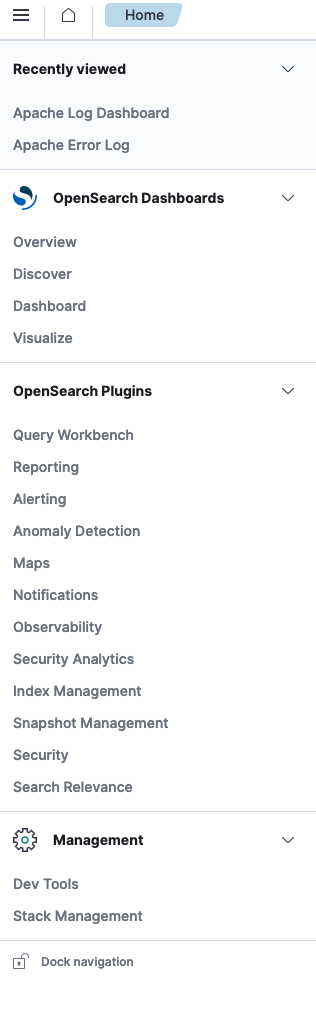 Home
Recently viewed
Apache Log Dashboard
Apache Error Log
OpenSearch Dashboards
Overview
Discover
Dashboard
Visualize
OpenSearch Plugins
Query Workbench
Reporting
Alerting
Anomaly Detection
Maps
Notifications
Observability
Security Analytics
Index Management
Snapshot Management
Security
Search Relevance
Management
Dev Tools
Stack Management
Dock navigation